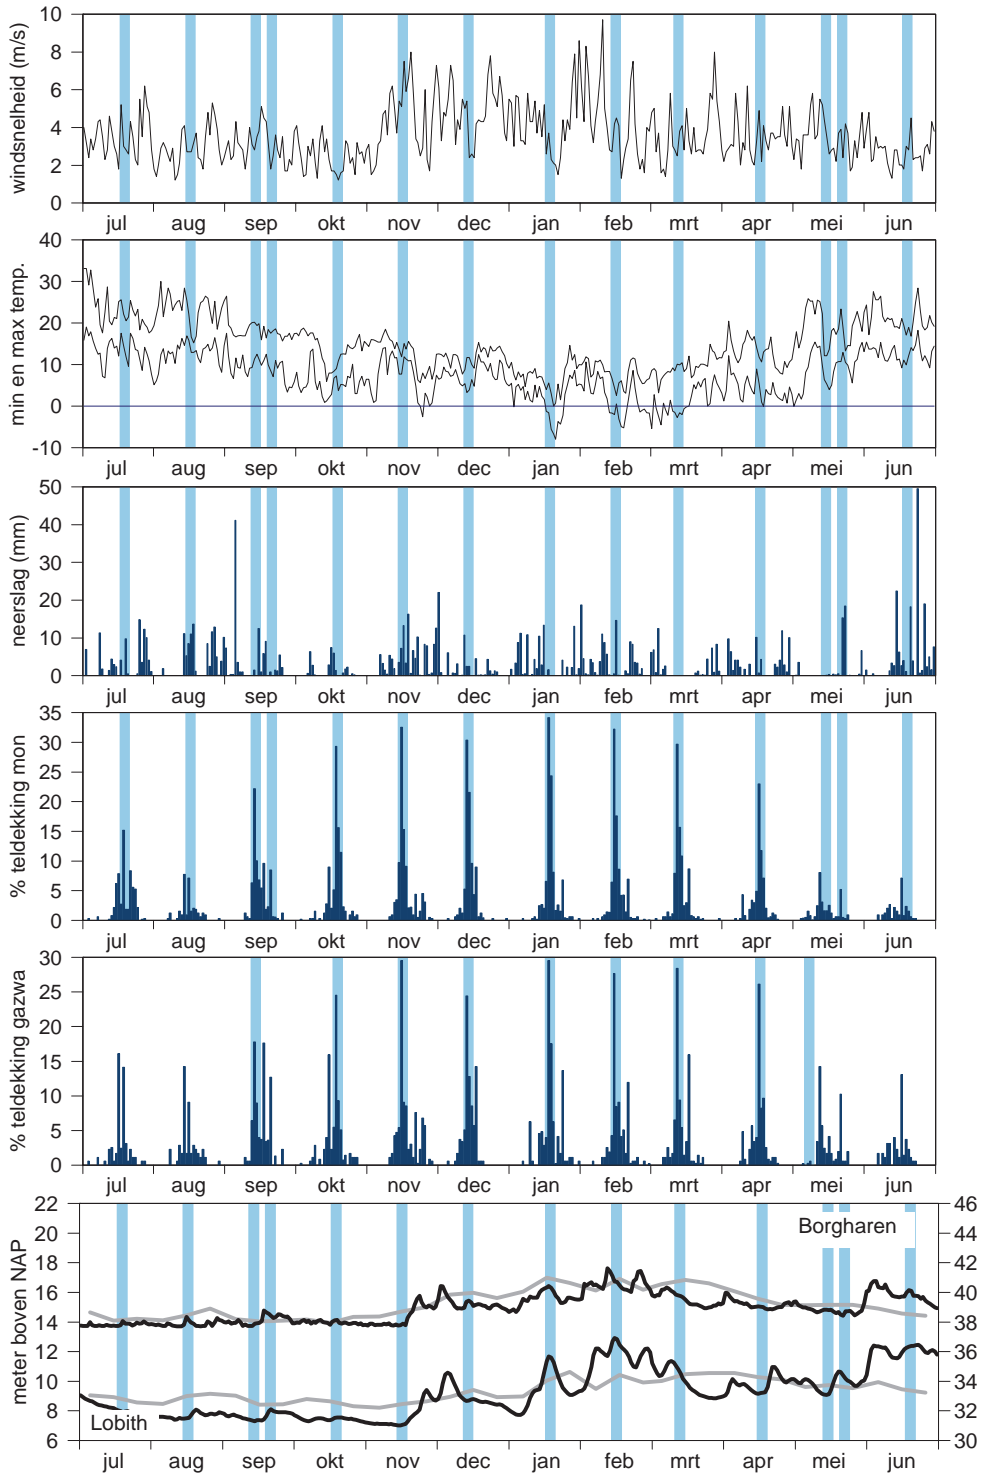 windsnelheid (m/s)
10
8
6
4
2
0
jul aug sep okt nov dec jan feb mrt apr mei jun
min en max temp.
40
30
20
10
0
-10
jul aug sep okt nov dec jan feb mrt apr mei jun
neerslag (mm)
50
40
30
20
10
0
jul aug sep okt nov dec jan feb mrt apr mei jun
% teldekking mon
35
30
25
20
15
10
5
0
jul aug sep okt nov dec jan feb mrt apr mei jun
% teldekking gazwa
30
25
20
15
10
5
0
jul aug sep okt nov dec jan feb mrt apr mei jun
meter boven NAP
22 46
20 Borgharen 44
18 42
16 40
14 38
12 36
10 34
8 Lobith 32
6 30
jul aug sep okt nov dec jan feb mrt apr mei jun